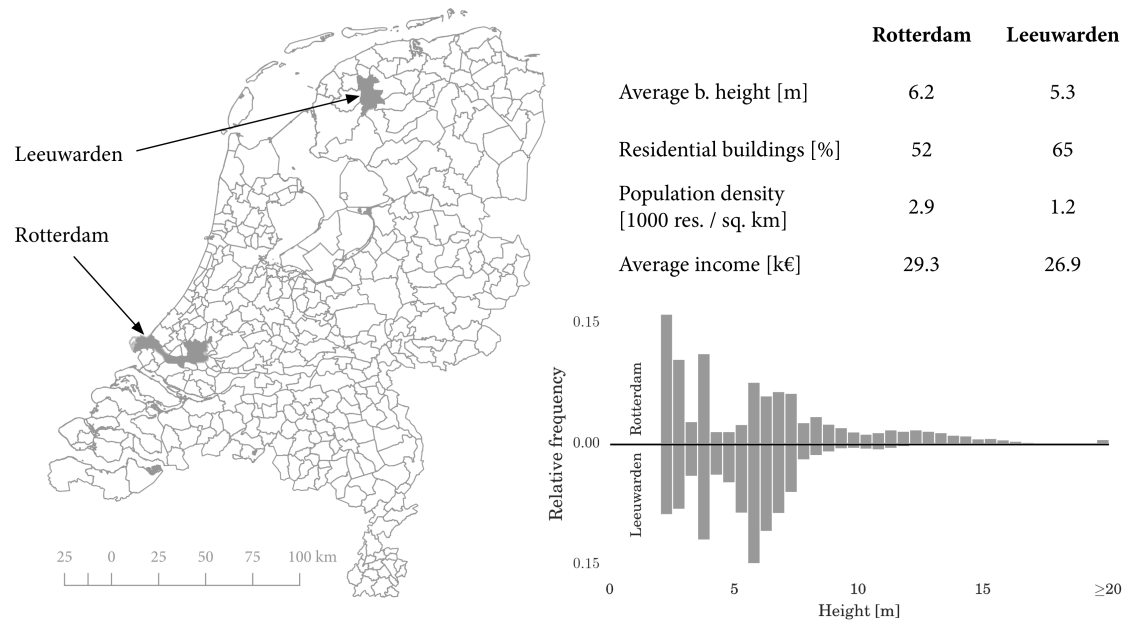 Leeuwarden
Rotterdam
25 0 25 50 75 100 km
Rotterdam Leeuwarden
Average b. height [m] 6.2 5.3
Residential buildings [%] 52 65
Population density
[1000 res. / sq. km] 2.9 1.2
Average income [k€] 29.3 26.9
0.15
0.00
0.15
Relative frequency
Rotterdam
Leeuwarden
0 5 10 15 ≥20
Height [m]